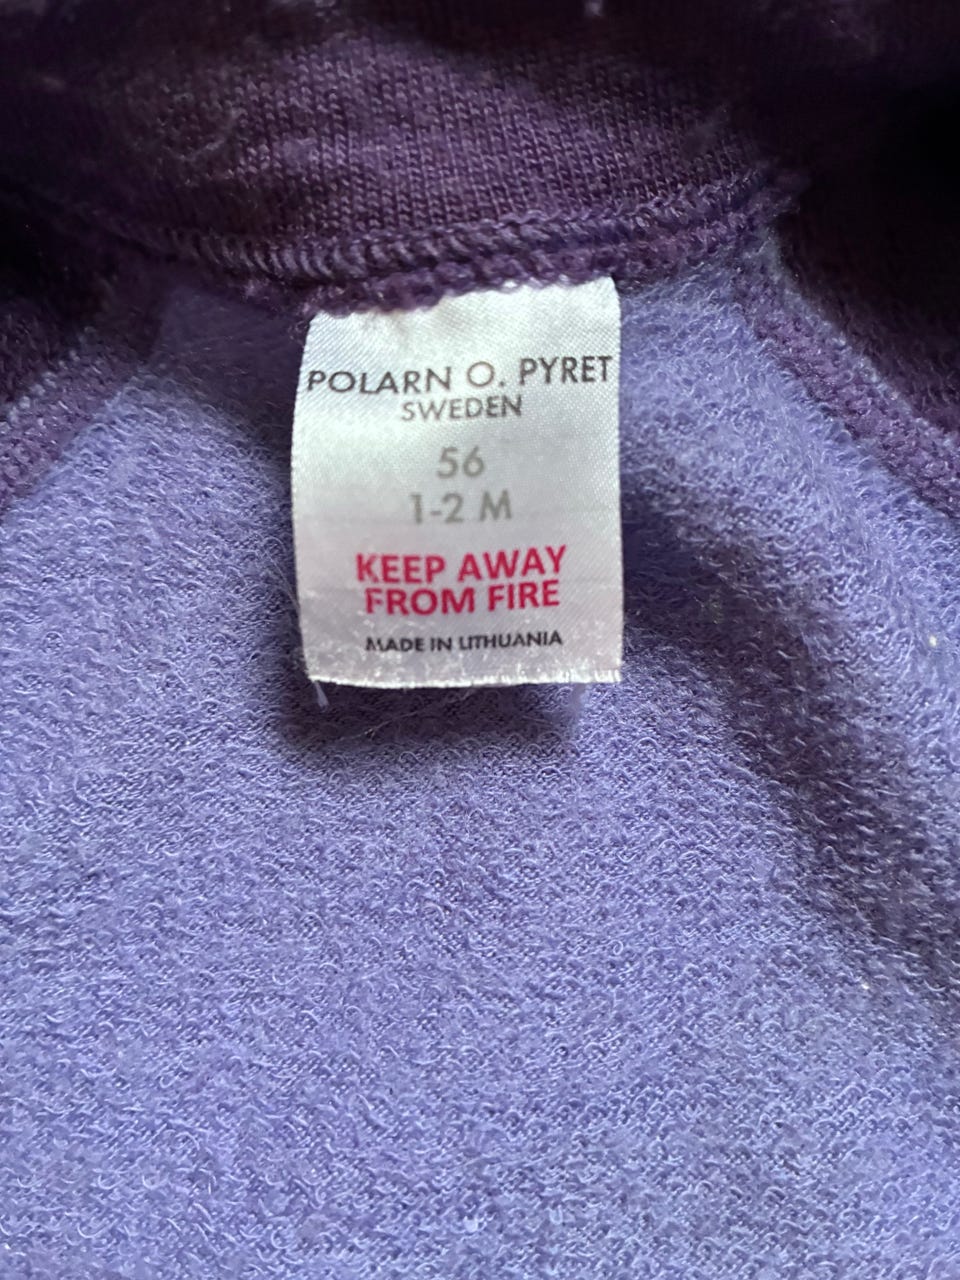 POLARN O. PYRET
SWEDEN
56
1-2 M
KEEP AWAY
FROM FIRE
MADE IN LITHUANIA